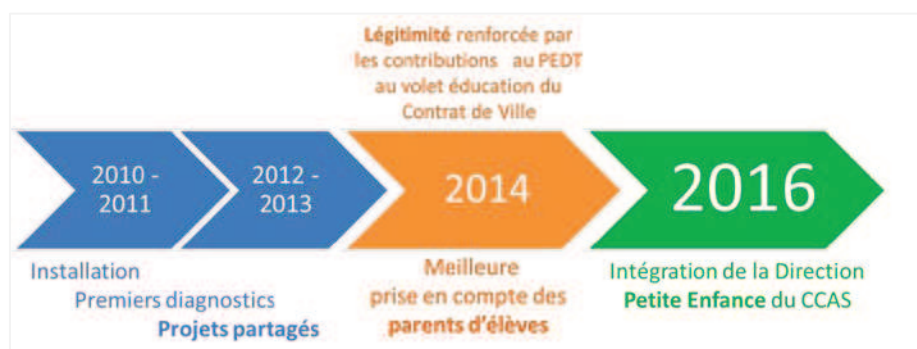 Légitimité renforcée par
les contributions au PEDT
au volet éducation du
Contrat de Ville
2010 -
2011
2012 -
2013
2014
2016
Installation
Premiers diagnostics
Projets partagés
Meilleure
prise en compte des
parents d'élèves
Intégration de la Direction
Petite Enfance du CCAS